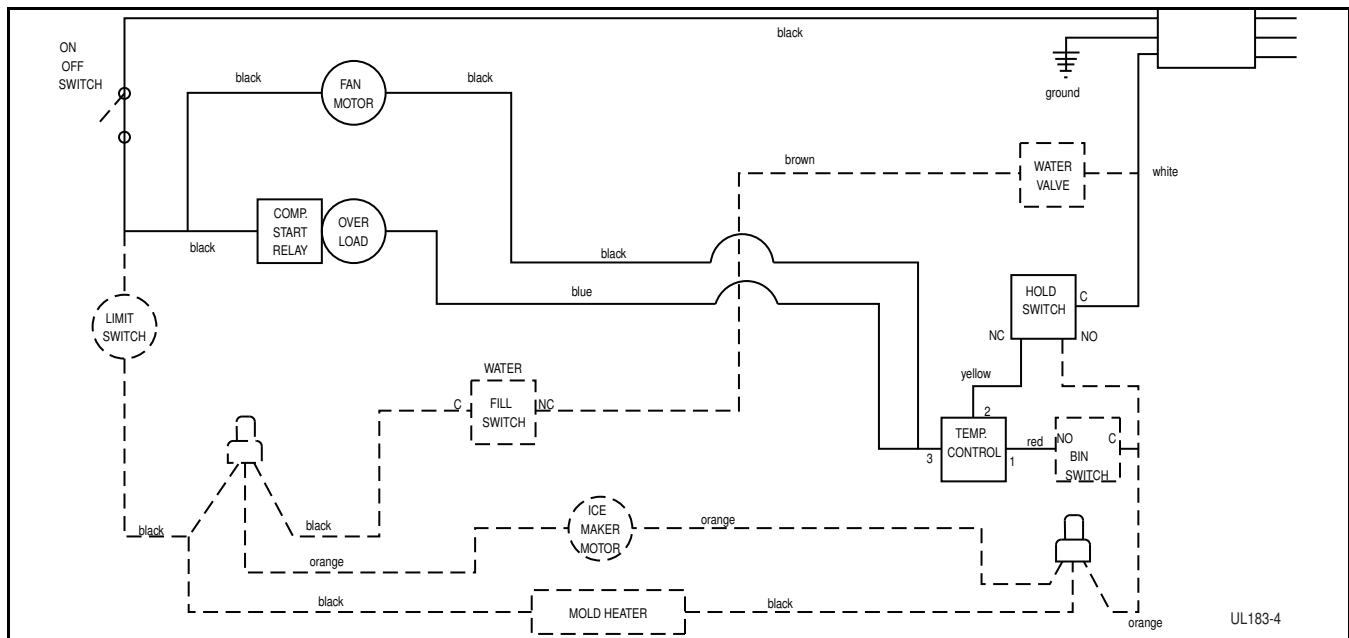 black
ON
OFF
SWITCH
black
FAN
MOTOR
black
ground
brown
WATER
VALVE
white
COMP.
START
RELAY
OVER
LOAD
black
black
blue
HOLD
SWITCH
C
NC
NO
LIMIT
SWITCH
yellow
WATER
C
FILL
SWITCH
NC
2
TEMP.
CONTROL
3
1
red
NO
C
BIN
SWITCH
black
black
orange
ICE
MAKER
MOTOR
orange
black
MOLD HEATER
black
orange
UL183-4